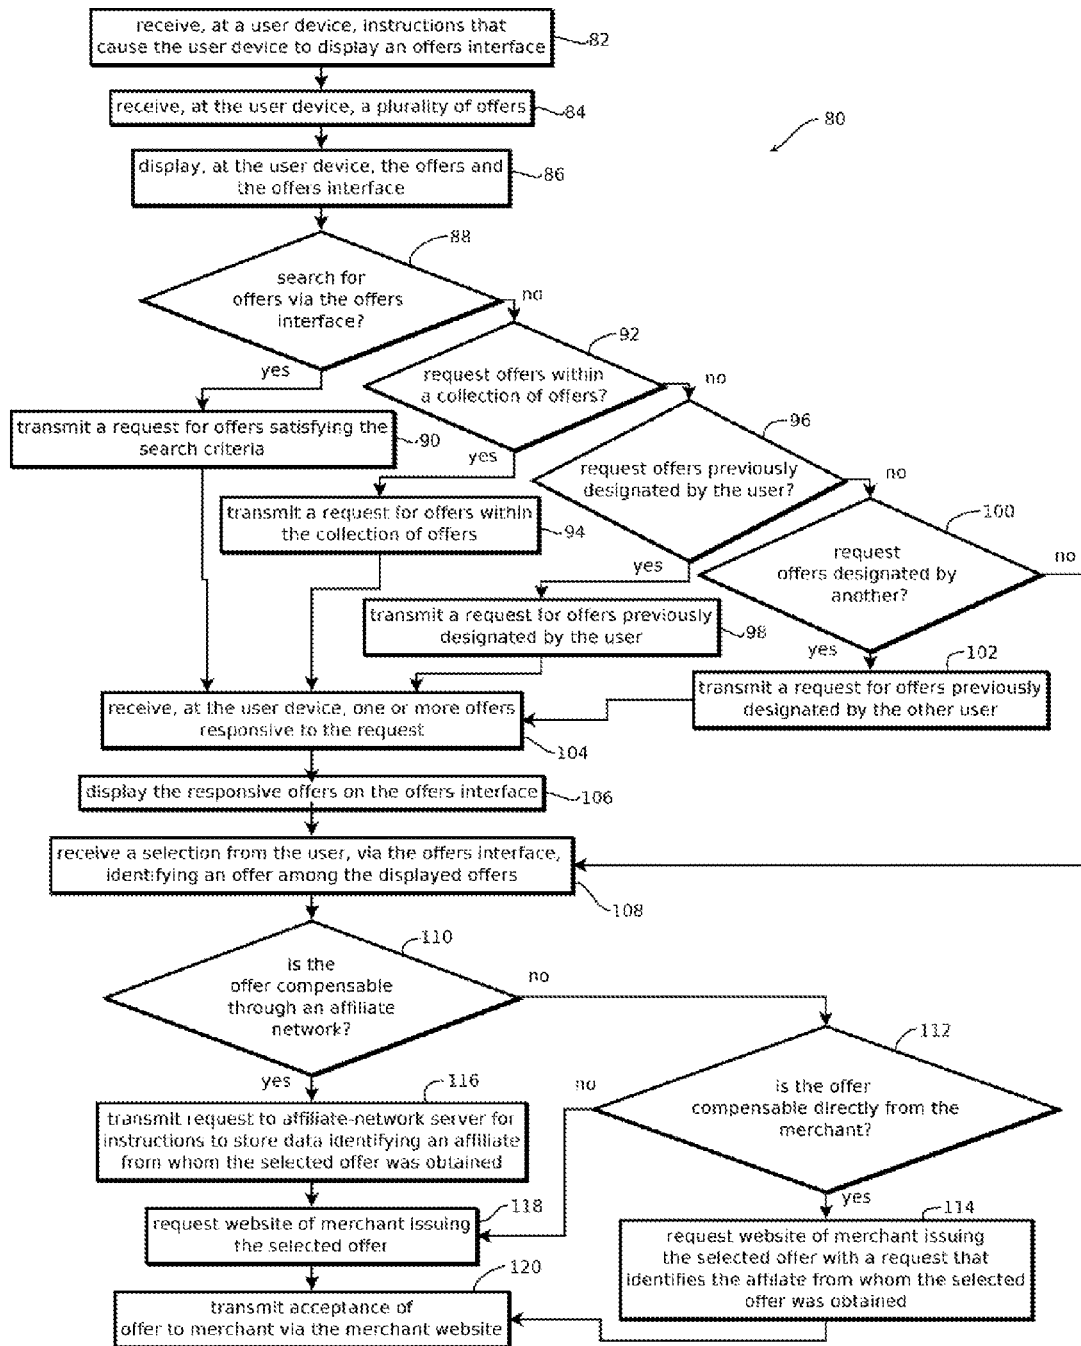 receive, at a user device, instructions that
cause the user device to display an offers interface
82
receive, at the user device, a plurality of offers
84
80
display, at the user device, the offers and
the offers interface
86
88
search for
offers via the offers
interface?
no
yes
92
request offers within
a collection of offers?
no
yes
transmit a request for offers satisfying the
search criteria
90
96
request offers previously
designated by the user?
no
yes
transmit a request for offers within
the collection of offers
94
100
request
offers designated by
another?
no
yes
transmit a request for offers previously
designated by the user
98
102
transmit a request for offers previously
designated by the other user
receive, at the user device, one or more offers
responsive to the request
104
display the responsive offers on the offers interface
106
receive a selection from the user, via the offers interface,
identifying an offer among the displayed offers
108
110
is the
offer compensable
through an affiliate
network?
no
yes
112
is the offer
compensable directly from the
merchant?
no
yes
116
transmit request to affiliate-network server for
instructions to store data identifying an affiliate
from whom the selected offer was obtained
118
request website of merchant issuing
the selected offer
114
request website of merchant issuing
the selected offer with a request that
identifies the affilate from whom the selected
offer was obtained
120
transmit acceptance of
offer to merchant via the merchant website